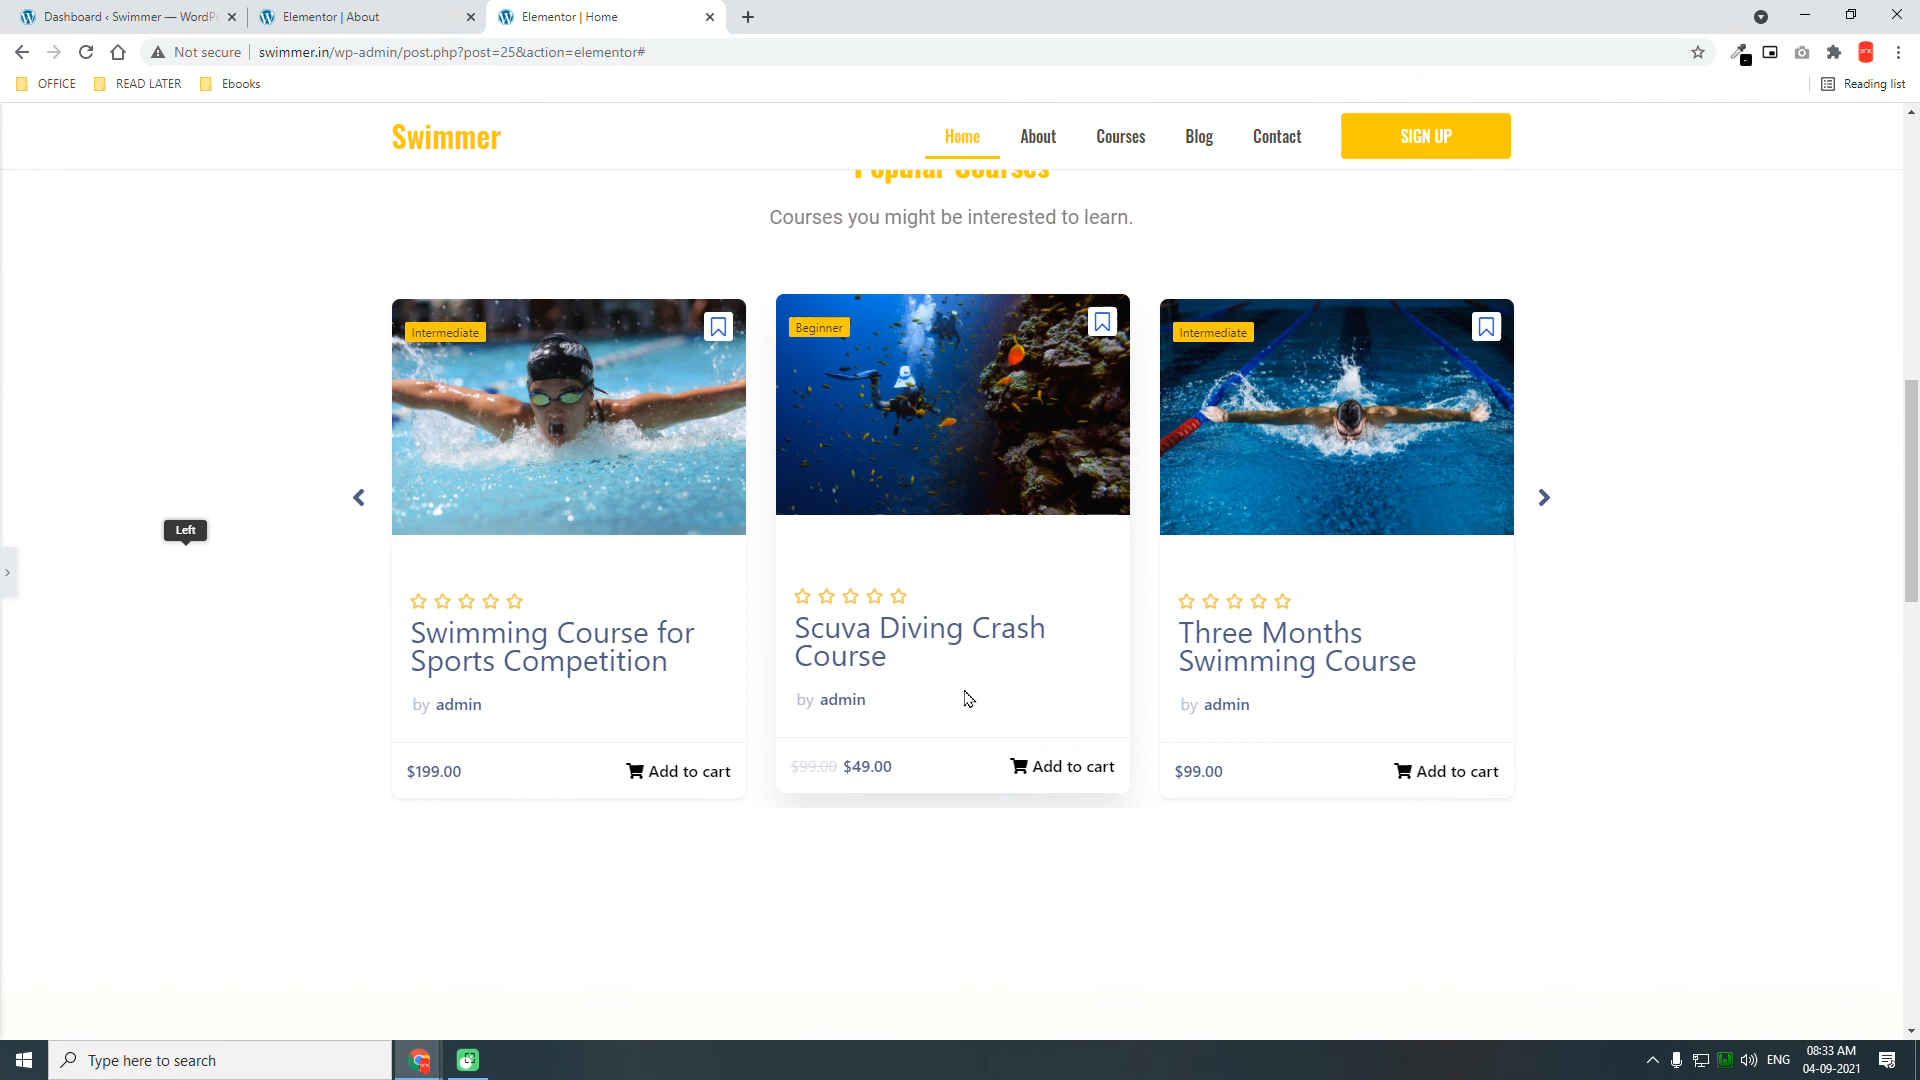 Dashboard ‹ Swimmer — WordP
Elementor | About
Elementor | Home
Not secure
swimmer.in/wp-admin/post.php?post=25&action=elementor#
OFFICE
READ LATER
Ebooks
Reading list
Swimmer
Home
About
Courses
Blog
Contact
SIGN UP
Popular Courses
Courses you might be interested to learn.
Intermediate
Beginner
Intermediate
Left
Swimming Course for
Sports Competition
by admin
$199.00
Add to cart
Scuva Diving Crash
Course
by admin
$99.00 $49.00
Add to cart
Three Months
Swimming Course
by admin
$99.00
Add to cart
Type here to search
ENG
08:33 AM
04-09-2021